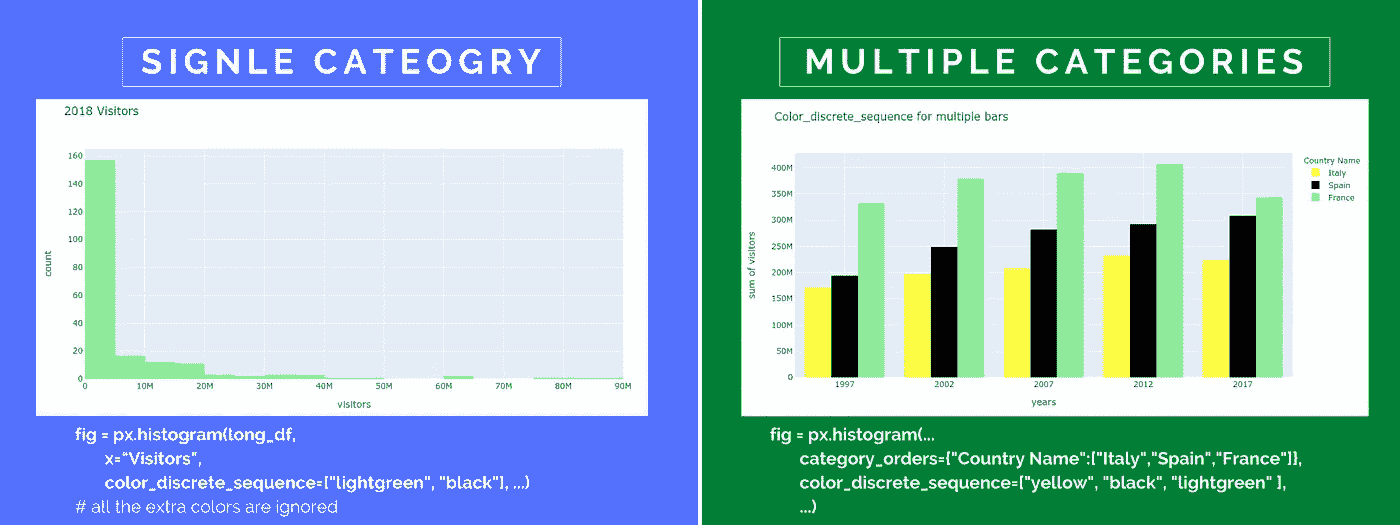 SIGNLE CATEOGRY
2018 Visitors
160
140
120
100
80
60
40
20
0
count
0 10M 20M 30M 40M 50M 60M 70M 80M 90M
visitors
fig = px.histogram(long_df,
x="Visitors",
color_discrete_sequence=["lightgreen", "black"], ...)
# all the extra colors are ignored
MULTIPLE CATEGORIES
Color_discrete_sequence for multiple bars
400M
350M
300M
250M
200M
150M
100M
50M
0
sum of visitors
1997 2002 2007 2012 2017
years
Country Name
Italy
Spain
France
fig = px.histogram(...
category_orders={"Country Name":["Italy","Spain","France"]},
color_discrete_sequence=["yellow", "black", "lightgreen" ],
...)